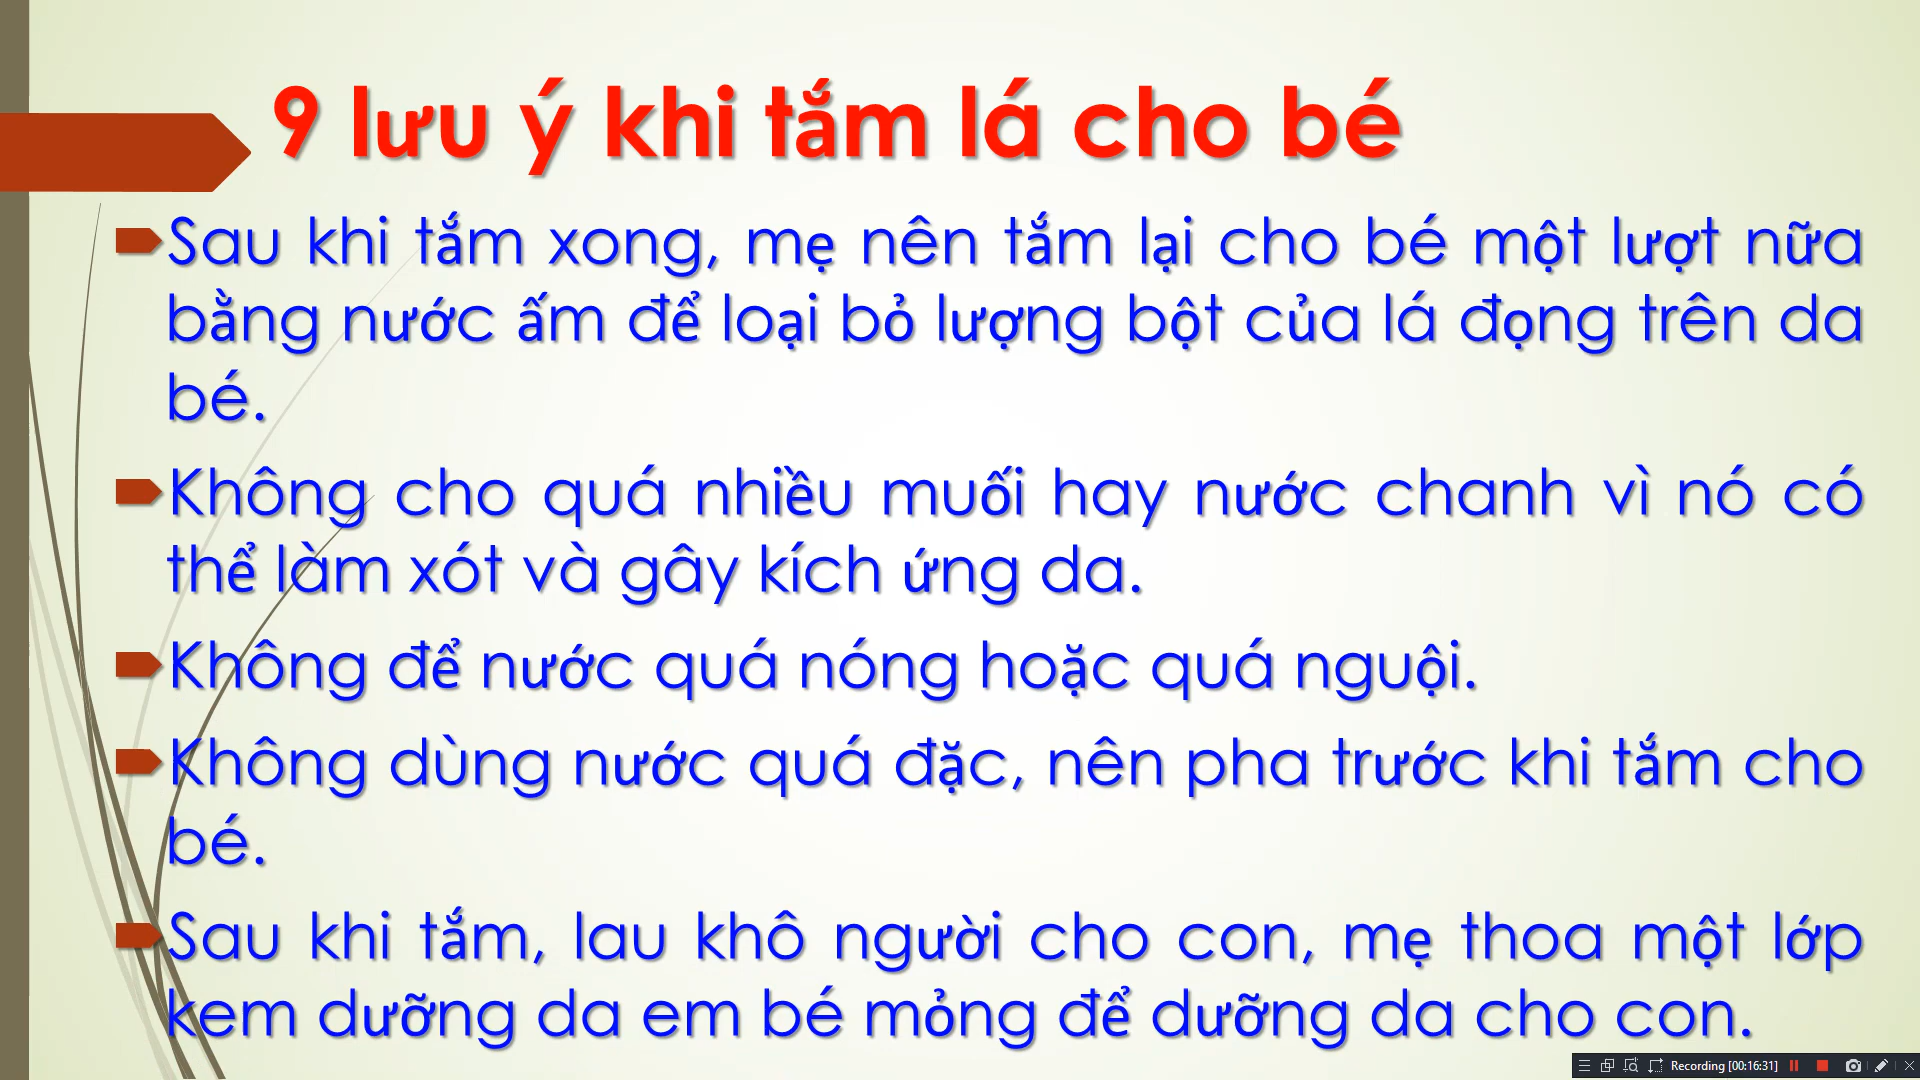 9 lưu ý khi tắm lá cho bé
Sau khi tắm xong, mẹ nên tắm lại cho bé một lượt nữa
bằng nước ấm để loại bỏ lượng bột của lá đọng trên da
bé.
Không cho quá nhiều muối hay nước chanh vì nó có
thể làm xót và gây kích ứng da.
Không để nước quá nóng hoặc quá nguội.
Không dùng nước quá đặc, nên pha trước khi tắm cho
bé.
Sau khi tắm, lau khô người cho con, mẹ thoa một lớp
kem dưỡng da em bé mỏng để dưỡng da cho con.
Recording [00:16:31]